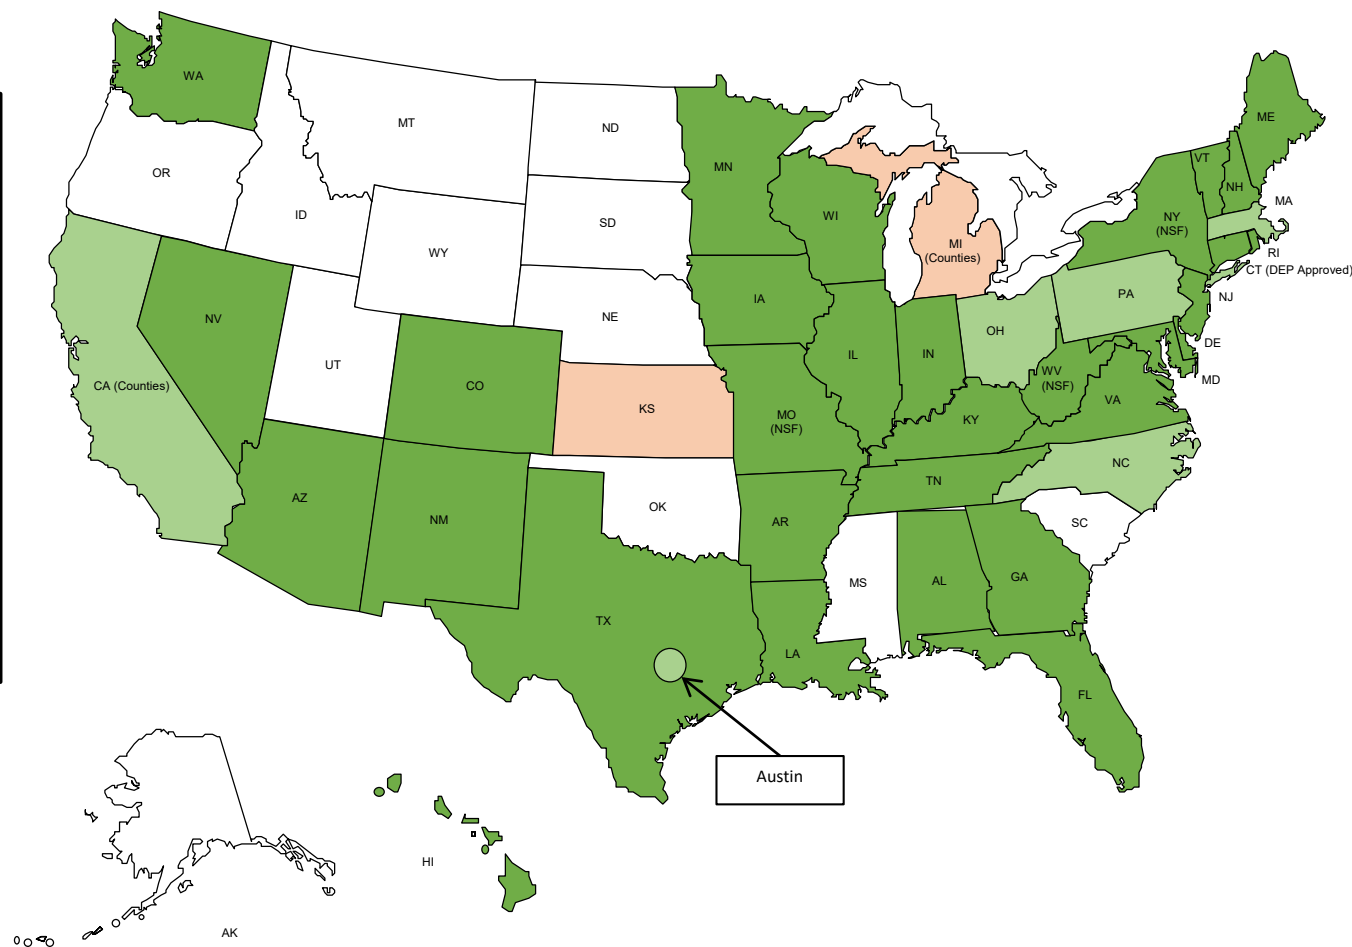 WA
MT
ND
MN
ME
OR
ID
SD
WI
VT
NH
MA
NY
(NSF)
WY
MI
(Counties)
RI
CT (DEP Approved)
NJ
PA
IA
NE
NV
OH
DE
IL
IN
UT
CA (Counties)
CO
WV
(NSF)
MD
VA
KS
MO
(NSF)
KY
NC
TN
AZ
NM
OK
AR
SC
MS
AL
GA
TX
LA
FL
Austin
HI
AK